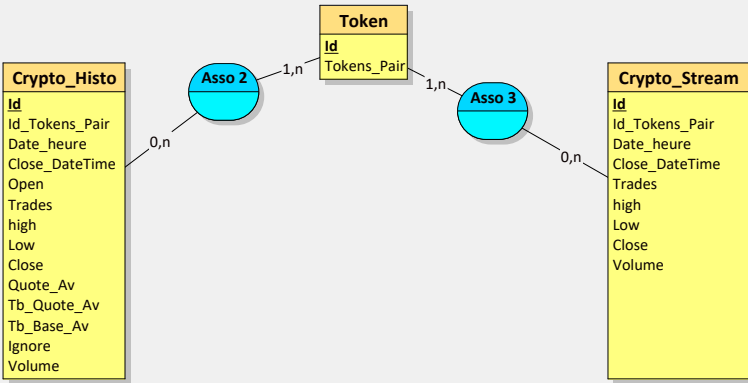 Token
Id
Tokens_Pair
Crypto_Histo
Id
Id_Tokens_Pair
Date_heure
Close_DateTime
Open
Trades
high
Low
Close
Quote_Av
Tb_Quote_Av
Tb_Base_Av
Ignore
Volume
Asso 2
1,n
0,n
Asso 3
1,n
0,n
Crypto_Stream
Id
Id_Tokens_Pair
Date_heure
Close_DateTime
Trades
high
Low
Close
Volume